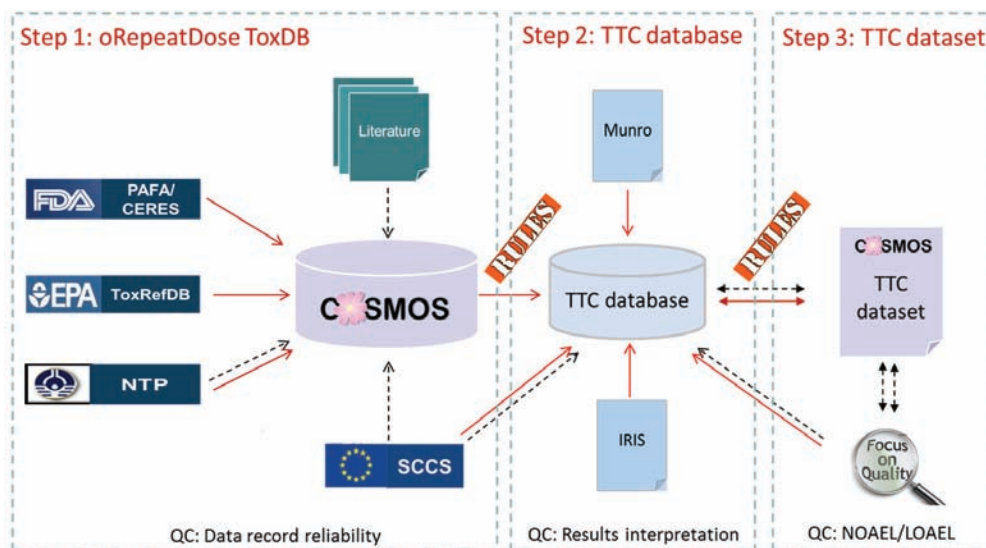 Step 1: oRepeatDose ToxDB
Literature
FDA
PAFA/
CERES
EPA
ToxRefDB
NTP
COSMOS
SCCS
QC: Data record reliability
RULES
Step 2: TTC database
Munro
TTC database
IRIS
QC: Results interpretation
RULES
Step 3: TTC dataset
COSMOS
TTC
dataset
Focus
on
Quality
QC: NOAEL/LOAEL